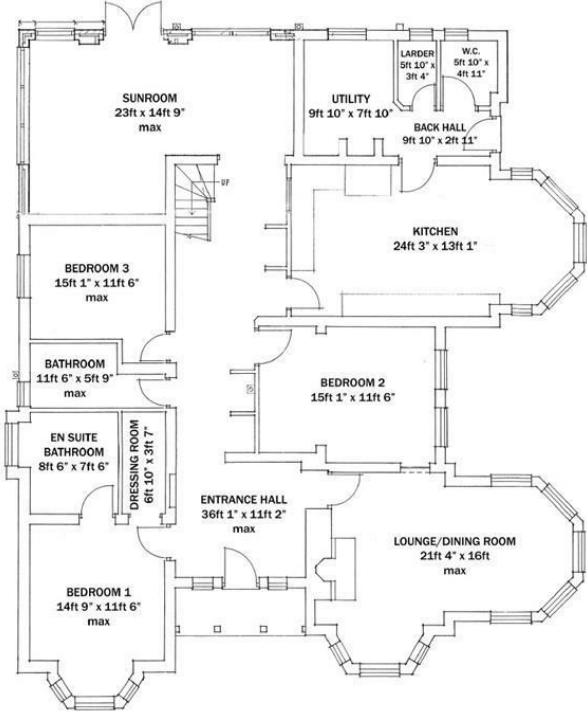 LARDER
5ft 10" x
3ft 4"
W.C.
5ft 10" x
4ft 11"
SUNROOM
23ft x 14ft 9"
max
UTILITY
9ft 10" x 7ft 10"
BACK HALL
9ft 10" x 2ft 11"
UP
KITCHEN
24ft 3" x 13ft 1"
BEDROOM 3
15ft 1" x 11ft 6"
max
BATHROOM
11ft 6" x 5ft 9"
max
BEDROOM 2
15ft 1" x 11ft 6"
EN SUITE
BATHROOM
8ft 6" x 7ft 6"
DRESSING ROOM
6ft 10" x 3ft 7"
ENTRANCE HALL
36ft 1" x 11ft 2"
max
LOUNGE/DINING ROOM
21ft 4" x 16ft
max
BEDROOM 1
14ft 9" x 11ft 6"
max